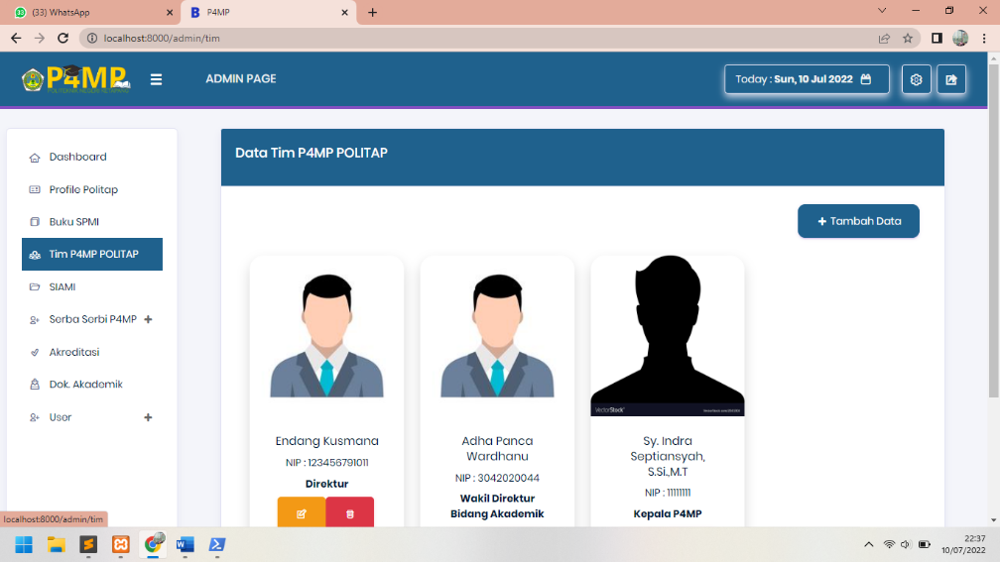 (33) WhatsApp
P4MP
localhost:8000/admin/tim
P4MP
ADMIN PAGE
Today : Sun, 10 Jul 2022
Dashboard
Profile Politap
Buku SPMI
Tim P4MP POLITAP
SIAMI
Serba Serbi P4MP
Akreditasi
Dok. Akademik
User
Data Tim P4MP POLITAP
Tambah Data
VectorStock
Endang Kusmana
NIP : 123456791011
Direktur
Adha Panca
Wardhanu
NIP : 3042020044
Wakil Direktur
Bidang Akademik
Sy. Indra
Septiansyah,
S.Si.,M.T
NIP : 11111111
Kepala P4MP
localhost:8000/admin/tim
22:37
10/07/2022